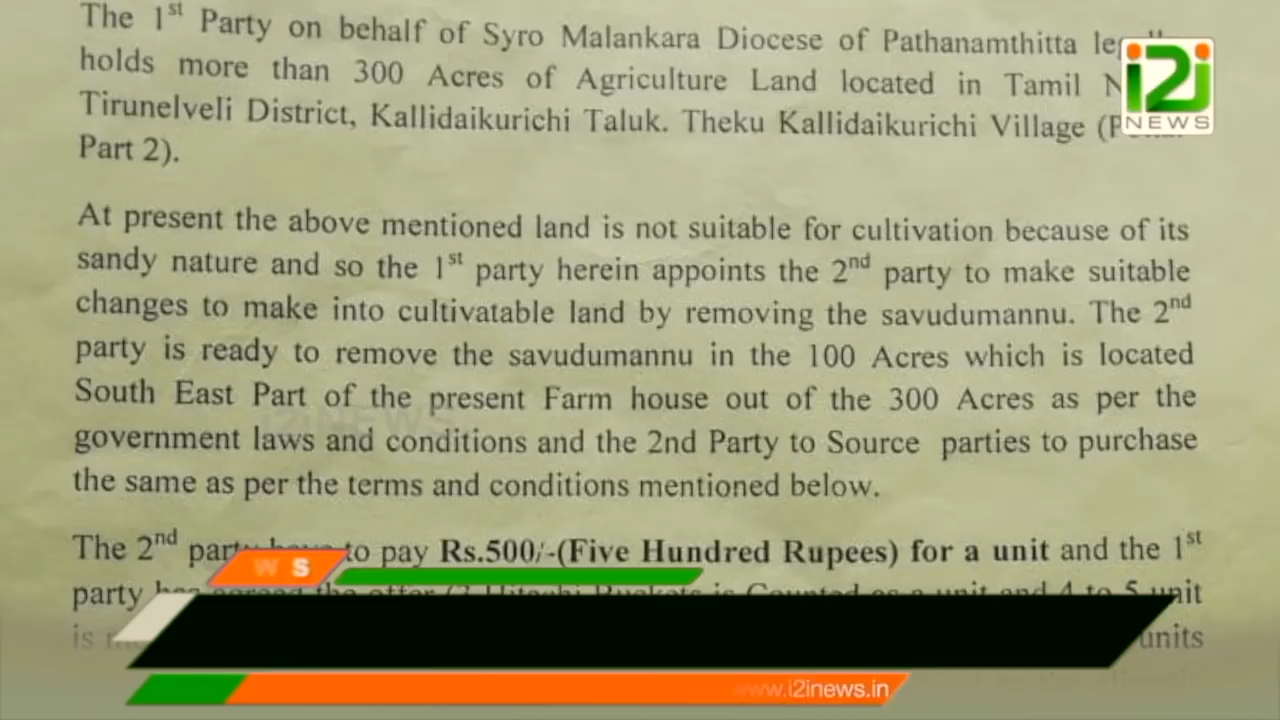 The 1st Party on behalf of Syro Malankara Diocese of Pathanamthitta
holds more than 300 Acres of Agriculture Land located in Tamil
Tirunelveli District, Kallidaikurichi Taluk. Theku Kallidaikurichi Village
Part 2).
i2i
NEWS
At present the above mentioned land is not suitable for cultivation because of its
sandy nature and so the 1st party herein appoints the 2nd party to make suitable
changes to make into cultivatable land by removing the savudumannu. The 2nd
party is ready to remove the savudumannu in the 100 Acres which is located
South East Part of the present Farm house out of the 300 Acres as per the
government laws and conditions and the 2nd Party to Source parties to purchase
the same as per the terms and conditions mentioned below.
i2iNEWS
The 2nd to pay Rs.500/-(Five Hundred Rupees) for a unit and the 1st
party unit
is units
W S
www.i2inews.in